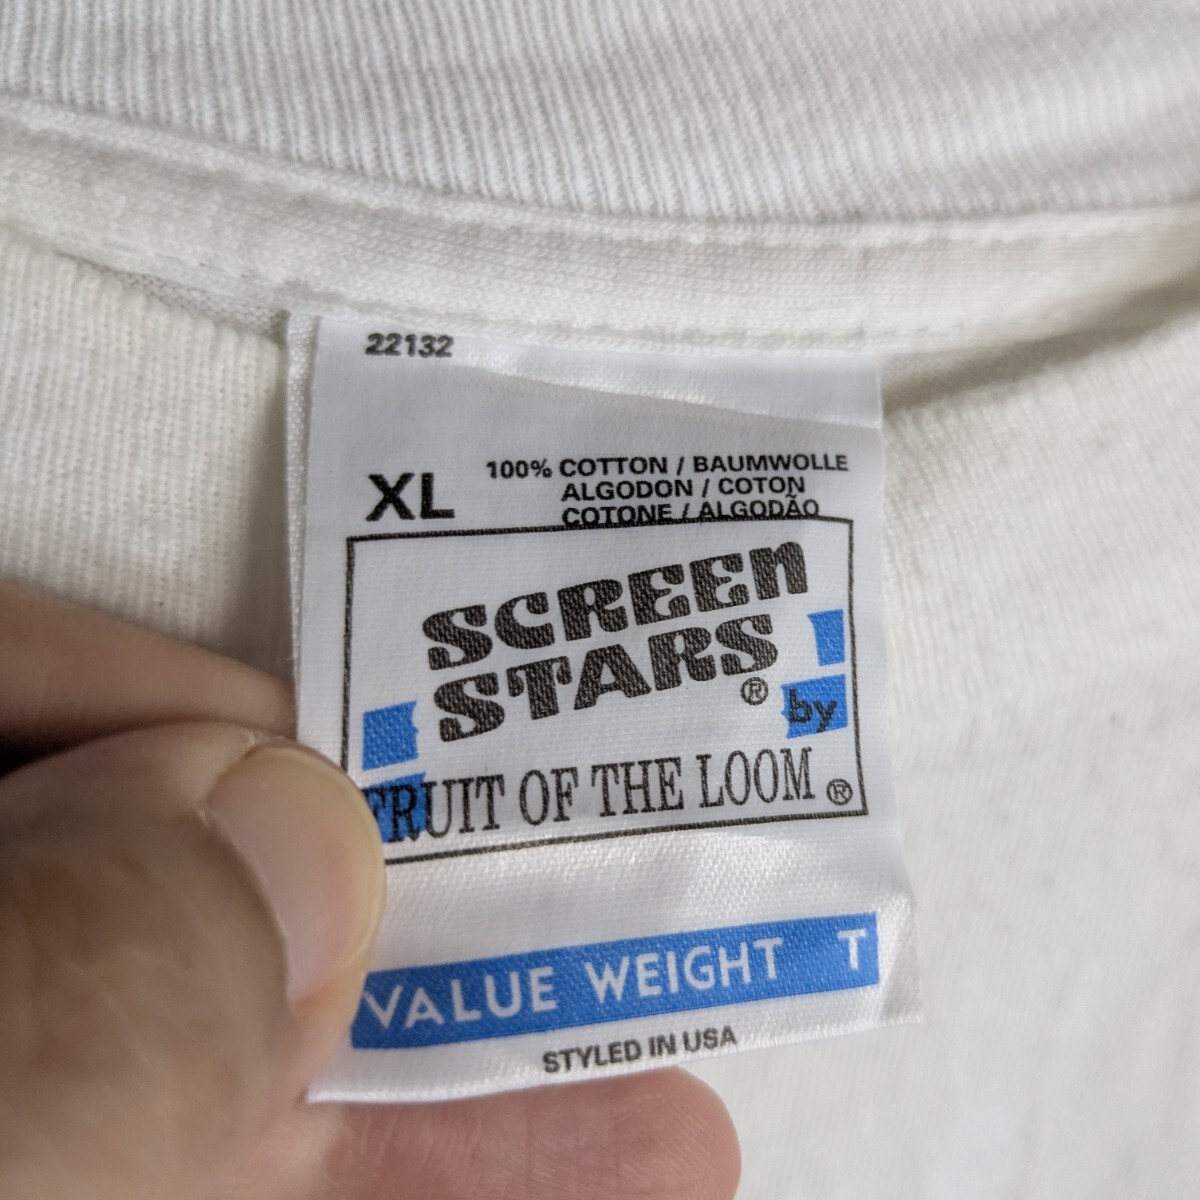 22132
XL
100% COTTON / BAUMWOLLE
ALGODON / COTON
COTONE / ALGODÃO
SCREEN
STARS ®
by
FRUIT OF THE LOOM ®
VALUE WEIGHT T
STYLED IN USA